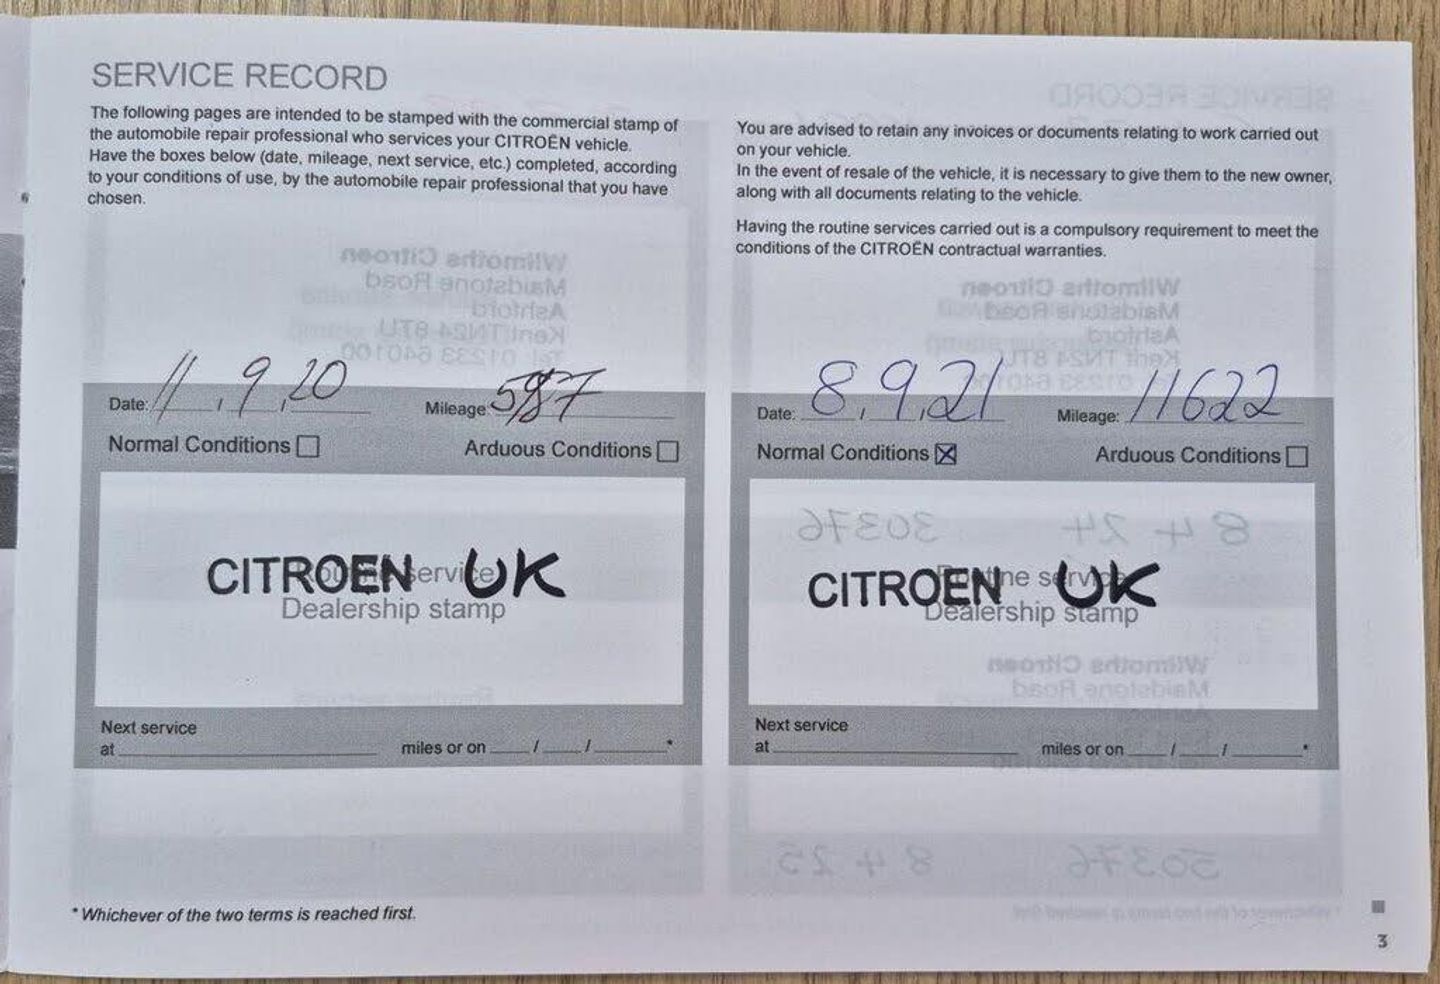 SERVICE RECORD
The following pages are intended to be stamped with the commercial stamp of
the automobile repair professional who services your CITROËN vehicle.
Have the boxes below (date, mileage, next service, etc.) completed, according
to your conditions of use, by the automobile repair professional that you have
chosen.
Date: 11, 9, 20 Mileage:
Normal Conditions Arduous Conditions
CITROEN UK
service
Dealership stamp
Next service
at miles or on / / *
* Whichever of the two terms is reached first.
You are advised to retain any invoices or documents relating to work carried out
on your vehicle.
In the event of resale of the vehicle, it is necessary to give them to the new owner,
along with all documents relating to the vehicle.
Having the routine services carried out is a compulsory requirement to meet the
conditions of the CITROËN contractual warranties.
Date: 8, 9, 21 Mileage: 11622
Normal Conditions ☒ Arduous Conditions
CITROEN UK
Routine service
Dealership stamp
Next service
at miles or on / / *
3